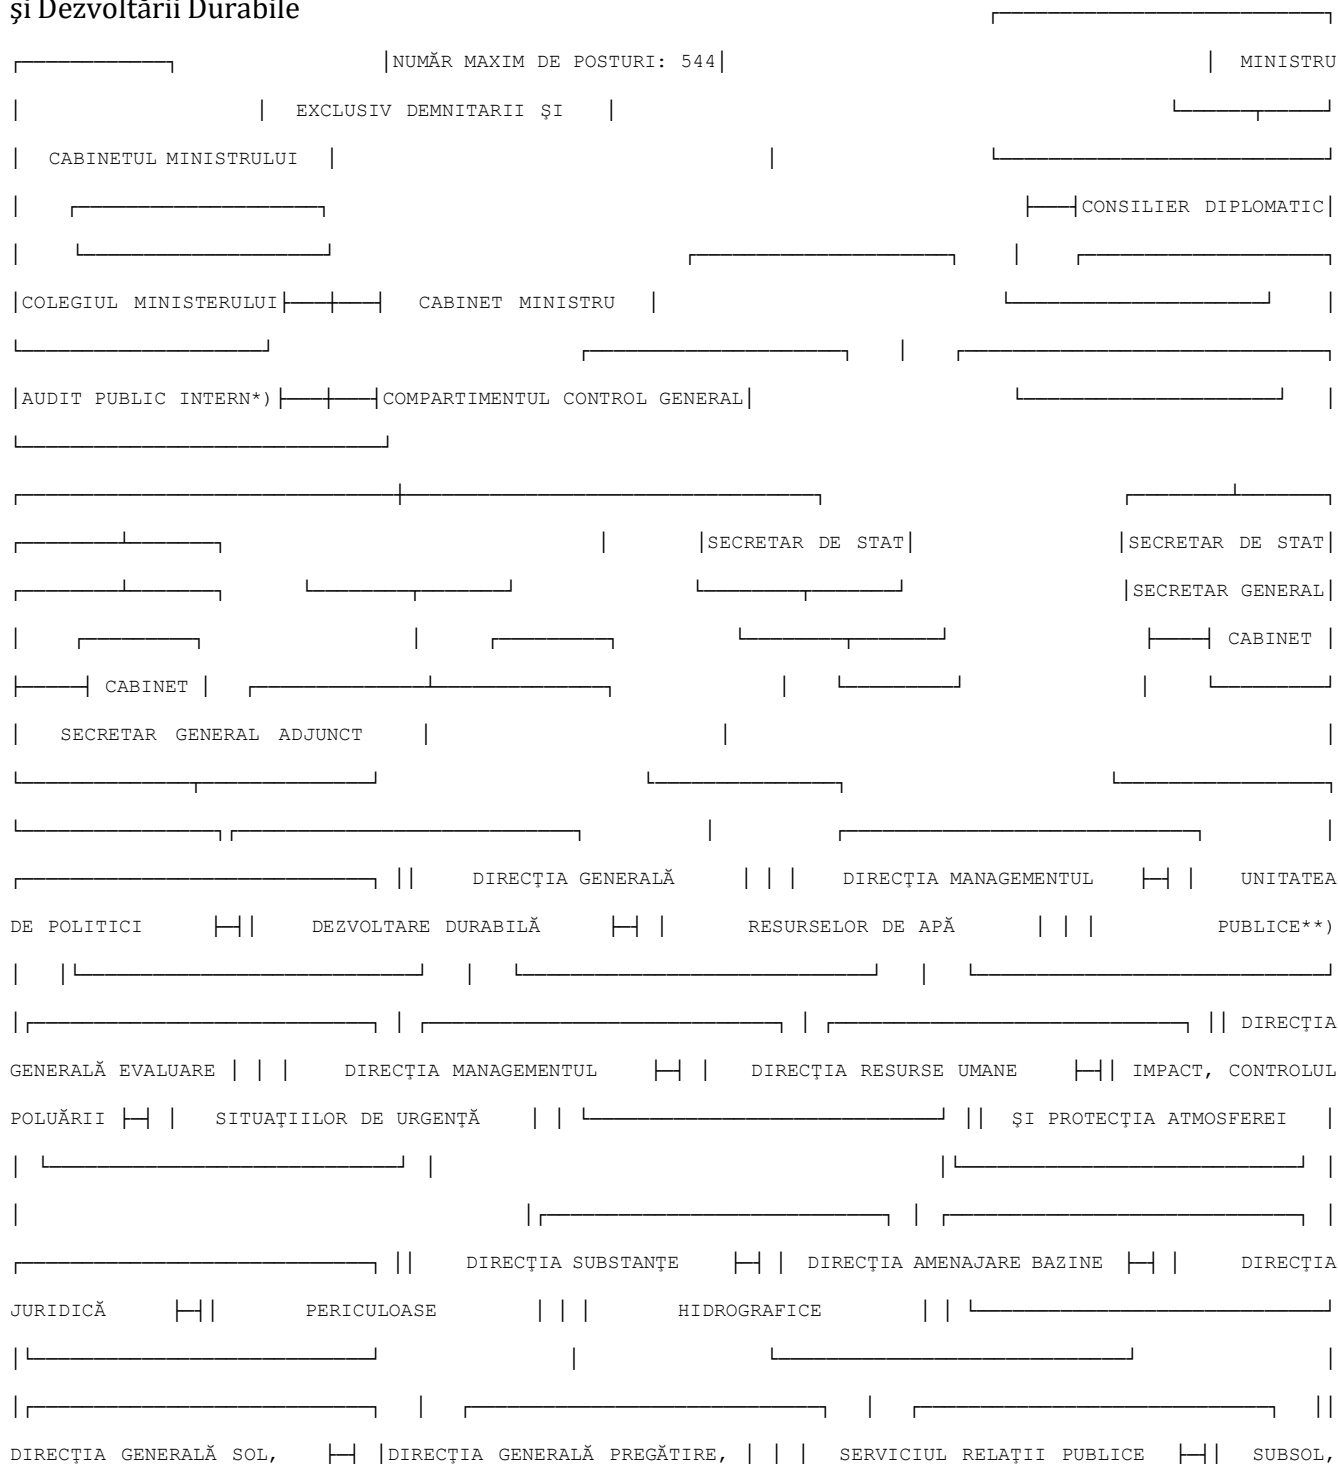 și Dezvoltării Durabile
NUMĂR MAXIM DE POSTURI: 544 MINISTRU
EXCLUSIV DEMNITARII ŞI
CABINETUL MINISTRULUI
CONSILIER DIPLOMATIC
COLEGIUL MINISTERULUI CABINET MINISTRU
AUDIT PUBLIC INTERN*) COMPARTIMENTUL CONTROL GENERAL
SECRETAR DE STAT SECRETAR DE STAT
SECRETAR GENERAL
CABINET
CABINET
SECRETAR GENERAL ADJUNCT
DIRECŢIA GENERALĂ DIRECŢIA MANAGEMENTUL UNITATEA
DE POLITICI DEZVOLTARE DURABILĂ RESURSELOR DE APĂ PUBLICE**)
DIRECŢIA
GENERALĂ EVALUARE DIRECŢIA MANAGEMENTUL DIRECŢIA RESURSE UMANE IMPACT, CONTROLUL
POLUĂRII SITUAŢIILOR DE URGENŢĂ ŞI PROTECŢIA ATMOSFEREI
DIRECŢIA SUBSTANŢE DIRECŢIA AMENAJARE BAZINE DIRECŢIA
JURIDICĂ PERICULOASE HIDROGRAFICE
DIRECŢIA GENERALĂ SOL, DIRECŢIA GENERALĂ PREGĂTIRE, SERVICIUL RELAŢII PUBLICE SUBSOL,